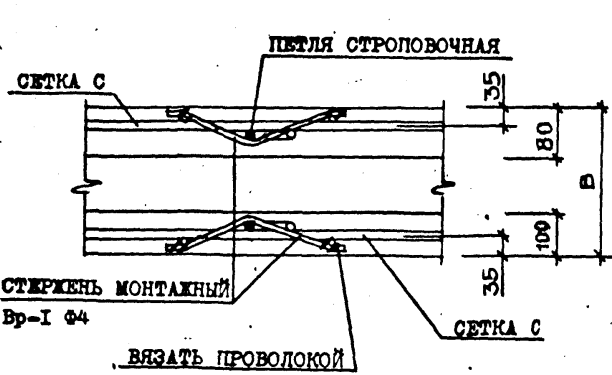 ПЕТЛЯ СТРОПОВОЧНАЯ
СЕТКА С
35
80
В
100
35
СТЕРЖЕНЬ МОНТАЖНЫЙ
Вр-I Ф4
СЕТКА С
ВЯЗАТЬ ПРОВОЛОКОЙ